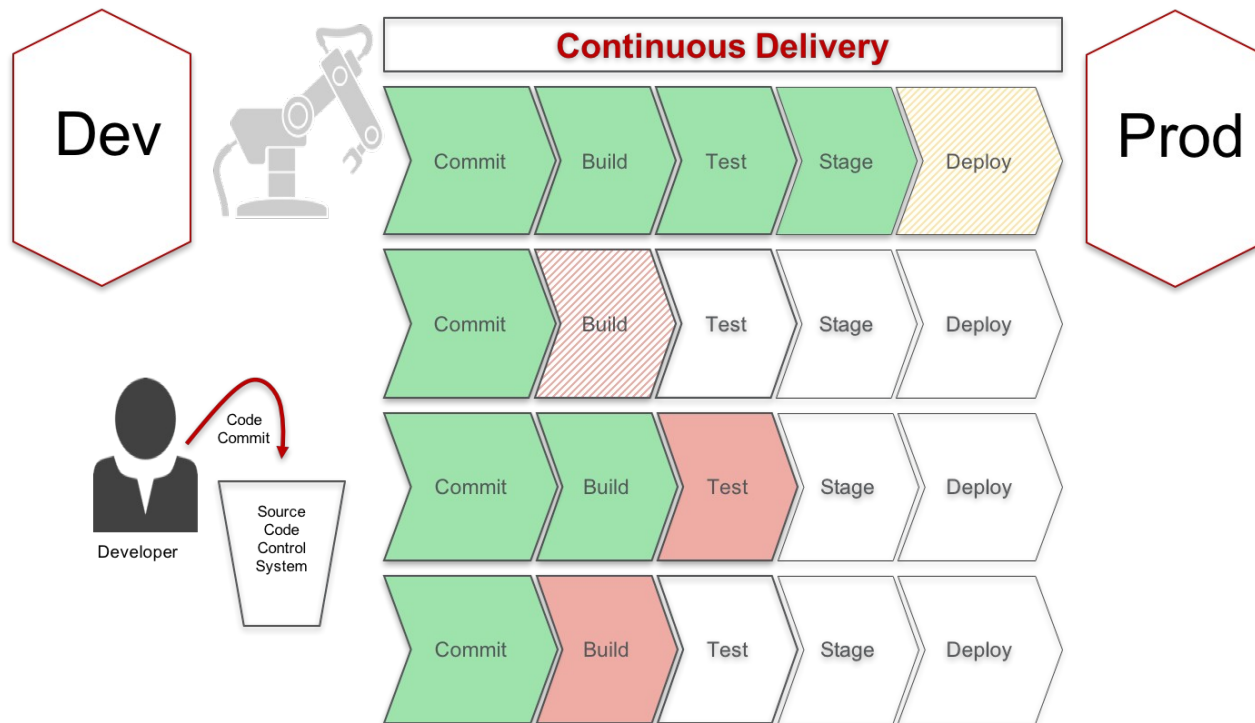 Continuous Delivery
Dev
Prod
Commit
Build
Test
Stage
Deploy
Commit
Build
Test
Stage
Deploy
Code
Commit
Developer
Source
Code
Control
System
Commit
Build
Test
Stage
Deploy
Commit
Build
Test
Stage
Deploy